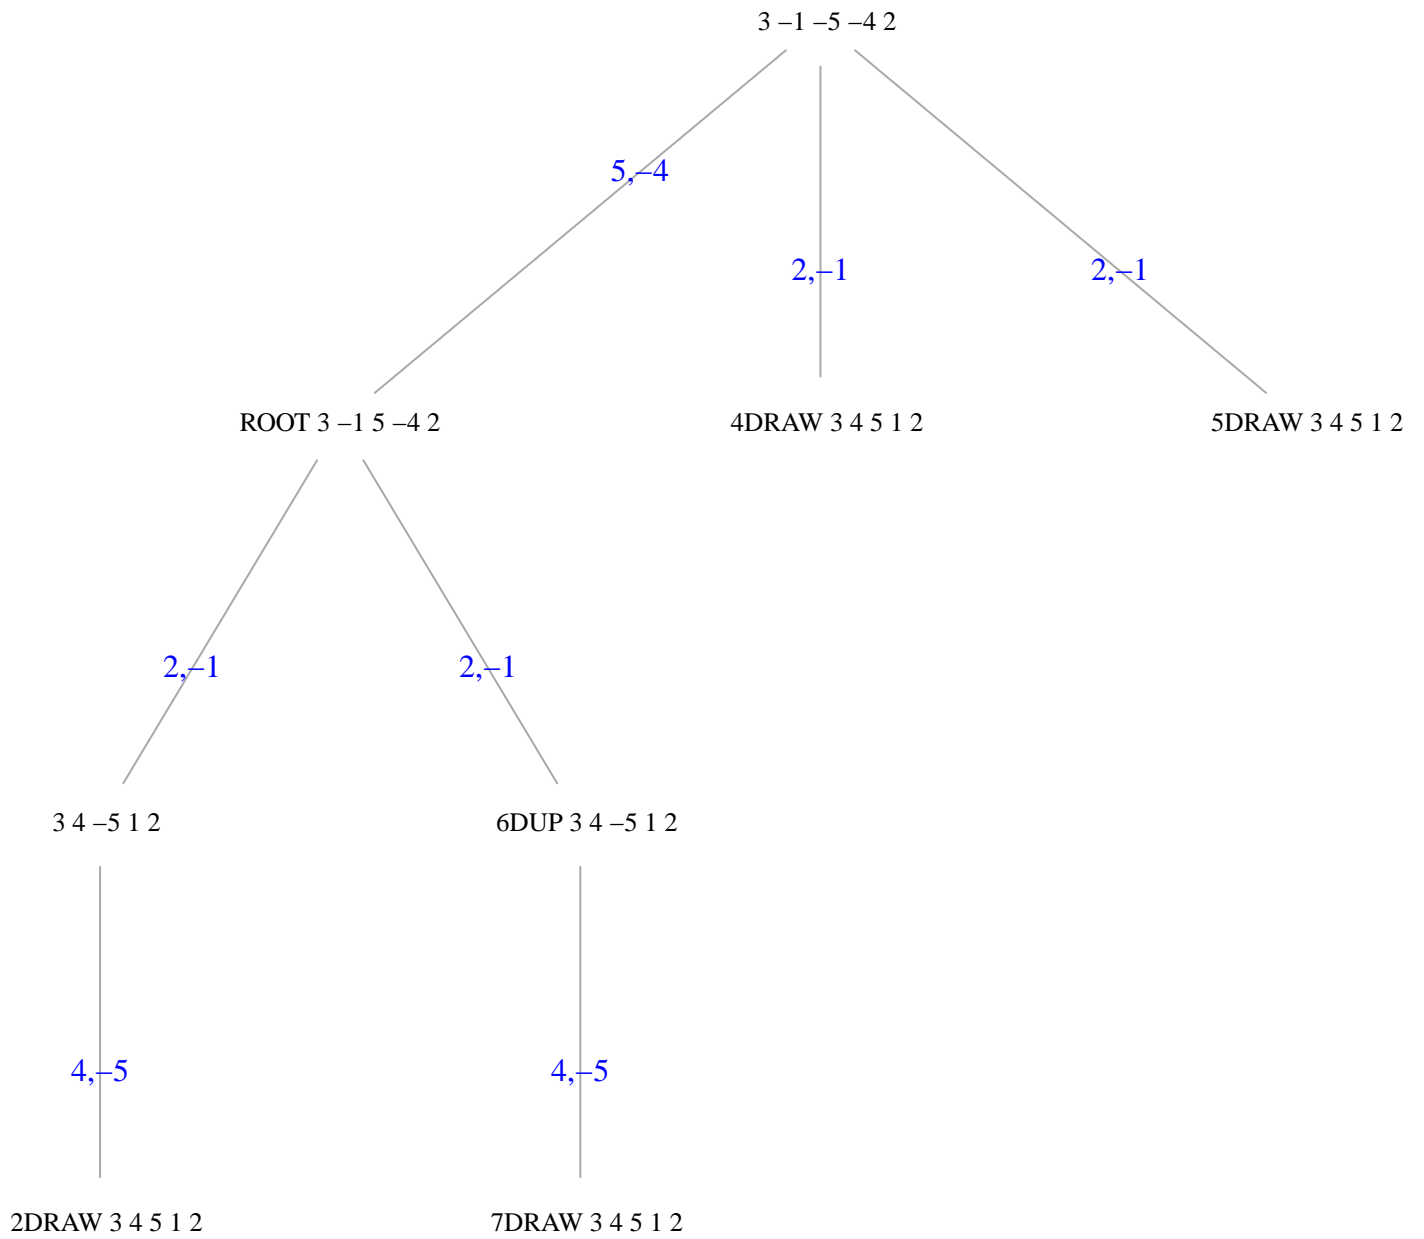 3 –1 –5 –4 2
5,–4
2,–1
2,–1
ROOT 3 –1 5 –4 2
4DRAW 3 4 5 1 2
5DRAW 3 4 5 1 2
2,–1
2,–1
3 4 –5 1 2
6DUP 3 4 –5 1 2
4,–5
4,–5
2DRAW 3 4 5 1 2
7DRAW 3 4 5 1 2